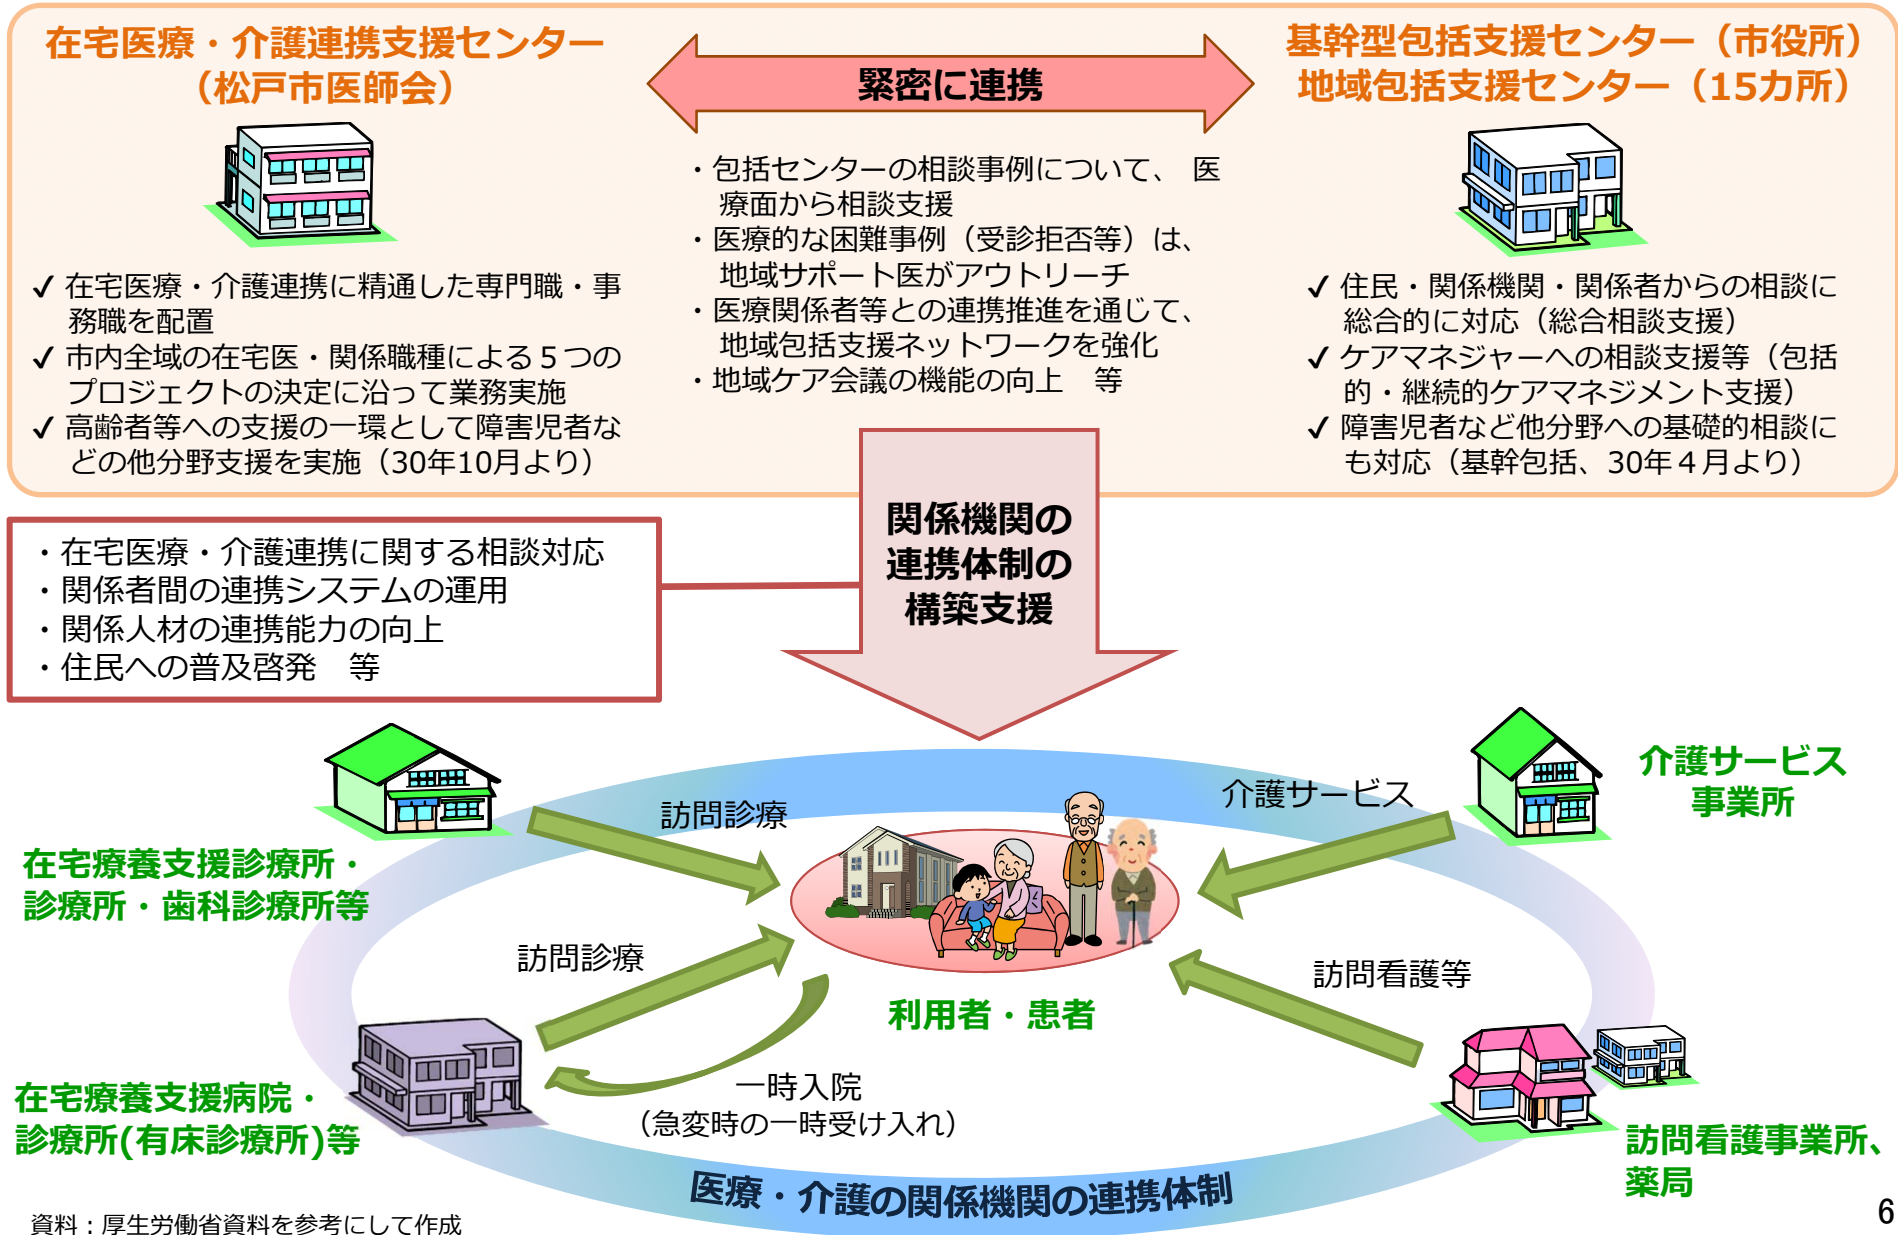 在宅医療・介護連携支援センター
（松戸市医師会）
緊密に連携
基幹型包括支援センター（市役所）
地域包括支援センター（15カ所）
✓ 在宅医療・介護連携に精通した専門職・事
務職を配置
✓ 市内全域の在宅医・関係職種による５つの
プロジェクトの決定に沿って業務実施
✓ 高齢者等への支援の一環として障害児者な
どの他分野支援を実施（30年10月より）
・包括センターの相談事例について、 医
療面から相談支援
・医療的な困難事例（受診拒否等）は、
地域サポート医がアウトリーチ
・医療関係者等との連携推進を通じて、
地域包括支援ネットワークを強化
・地域ケア会議の機能の向上　等
✓ 住民・関係機関・関係者からの相談に
総合的に対応（総合相談支援）
✓ ケアマネジャーへの相談支援等（包括
的・継続的ケアマネジメント支援）
✓ 障害児者など他分野への基礎的相談に
も対応（基幹包括、30年４月より）
関係機関の
連携体制の
構築支援
・在宅医療・介護連携に関する相談対応
・関係者間の連携システムの運用
・関係人材の連携能力の向上
・住民への普及啓発　等
訪問診療
介護サービス
介護サービス
事業所
在宅療養支援診療所・
診療所・歯科診療所等
訪問診療
訪問看護等
利用者・患者
一時入院
（急変時の一時受け入れ）
在宅療養支援病院・
診療所(有床診療所)等
訪問看護事業所、
薬局
医療・介護の関係機関の連携体制
資料：厚生労働省資料を参考にして作成
6